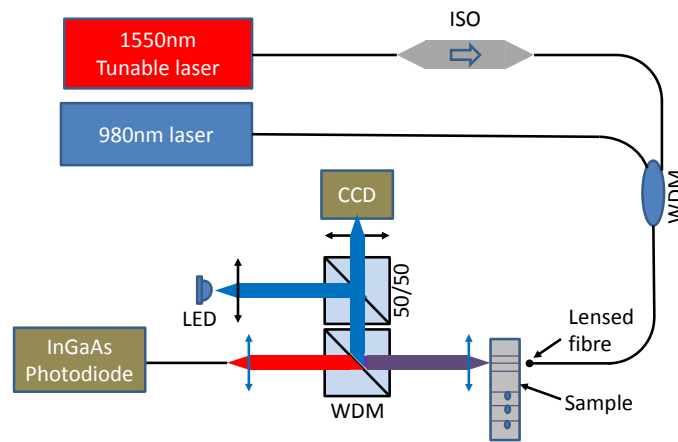 ISO
1550nm
Tunable laser
980nm laser
WDM
CCD
50/50
LED
Lensed
fibre
InGaAs
Photodiode
Sample
WDM